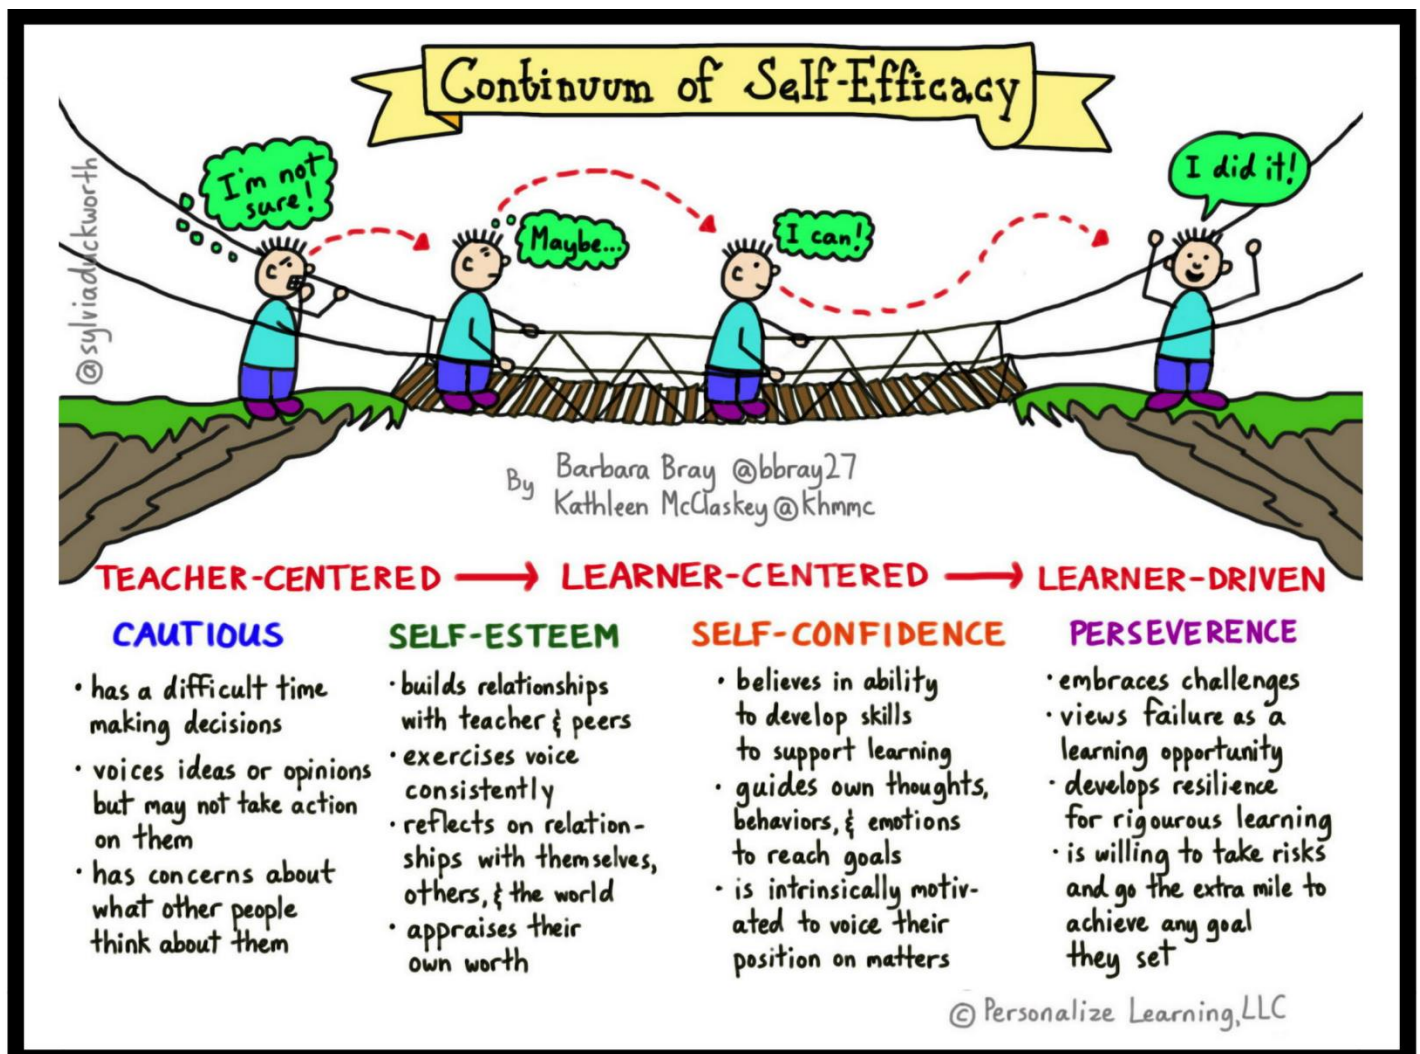 Continuum of Self-Efficacy
@sylviaduckworth
I'm not
sure!
Maybe...
I can!
I did it!
By Barbara Bray @bbray27
Kathleen McClaskey @khmmc
TEACHER-CENTERED → LEARNER-CENTERED → LEARNER-DRIVEN
CAUTIOUS
• has a difficult time
making decisions
• voices ideas or opinions
but may not take action
on them
• has concerns about
what other people
think about them
SELF-ESTEEM
• builds relationships
with teacher & peers
• exercises voice
consistently
• reflects on relation-
ships with themselves,
others, & the world
• appraises their
own worth
SELF-CONFIDENCE
• believes in ability
to develop skills
to support learning
• guides own thoughts,
behaviors, & emotions
to reach goals
• is intrinsically motiv-
ated to voice their
position on matters
PERSEVERENCE
• embraces challenges
• views failure as a
learning opportunity
• develops resilience
for rigourous learning
• is willing to take risks
and go the extra mile to
achieve any goal
they set
© Personalize Learning, LLC